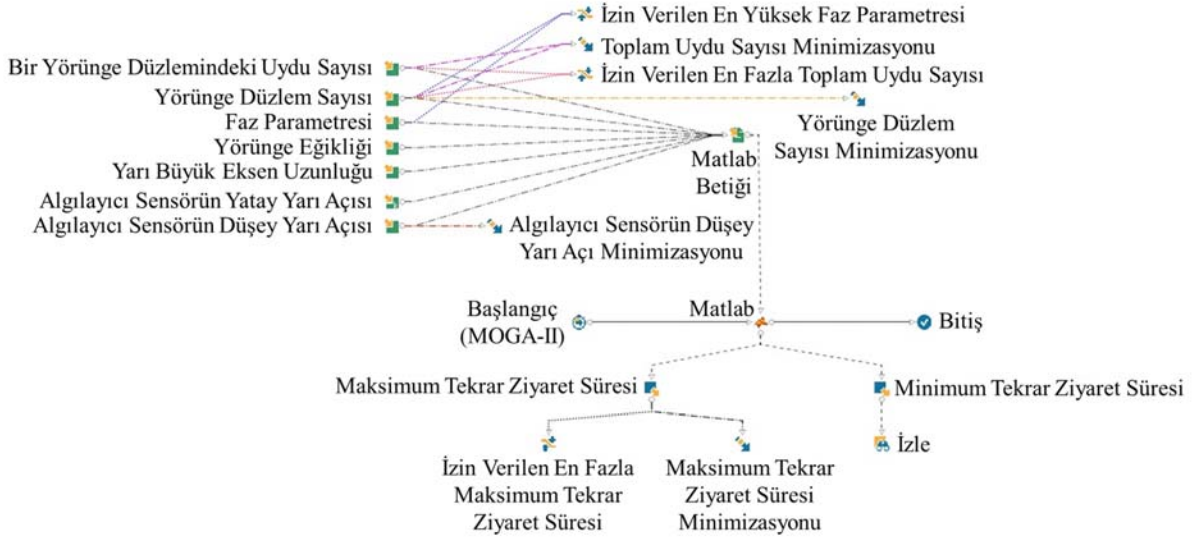 İzin Verilen En Yüksek Faz Parametresi
Toplam Uydu Sayısı Minimizasyonu
Bir Yörünge Düzlemindeki Uydu Sayısı
İzin Verilen En Fazla Toplam Uydu Sayısı
Yörünge Düzlem Sayısı
Faz Parametresi
Yörünge Düzlem
Sayısı Minimizasyonu
Yörünge Eğikliği
Matlab
Betiği
Yarı Büyük Eksen Uzunluğu
Algılayıcı Sensörün Yatay Yarı Açısı
Algılayıcı Sensörün Düşey Yarı Açısı
Algılayıcı Sensörün Düşey
Yarı Açı Minimizasyonu
Başlangıç
(MOGA-II)
Matlab
Bitiş
Maksimum Tekrar Ziyaret Süresi
Minimum Tekrar Ziyaret Süresi
İzle
İzin Verilen En Fazla
Maksimum Tekrar
Ziyaret Süresi
Maksimum Tekrar
Ziyaret Süresi
Minimizasyonu